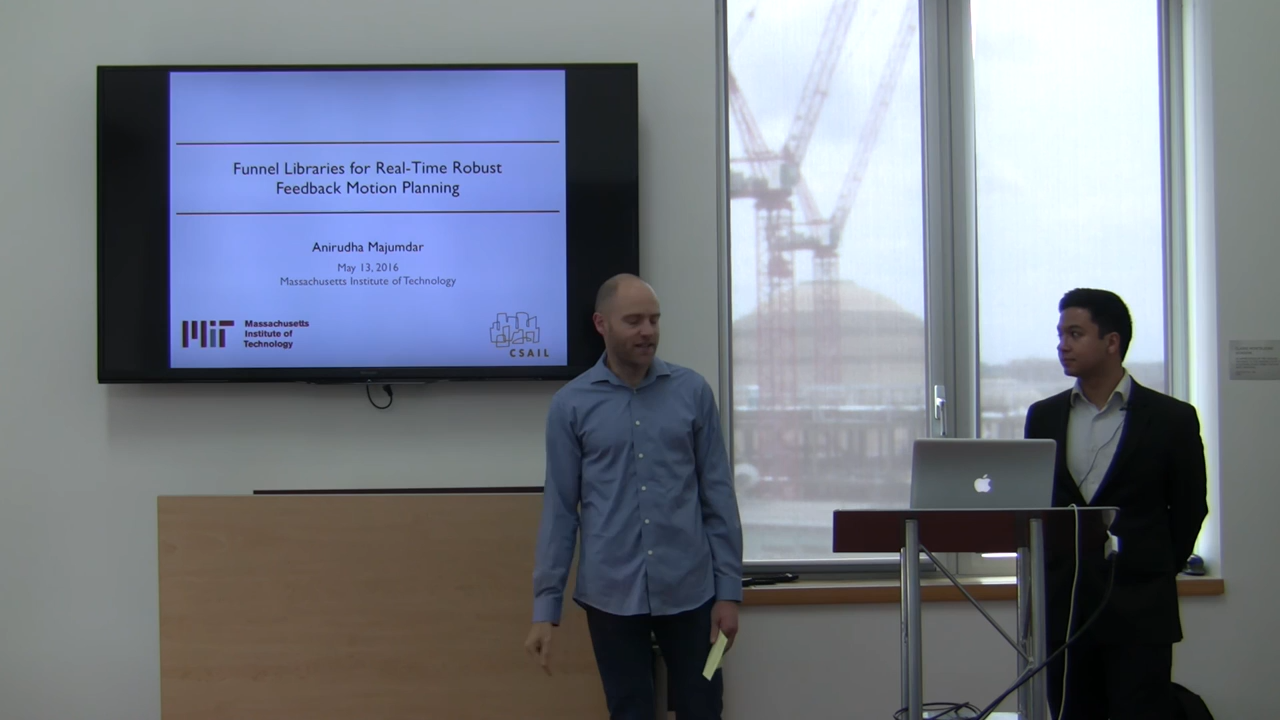 Funnel Libraries for Real-Time Robust
Feedback Motion Planning
Anirudha Majumdar
May 13, 2016
Massachusetts Institute of Technology
MIT
Massachusetts
Institute of
Technology
CSAIL